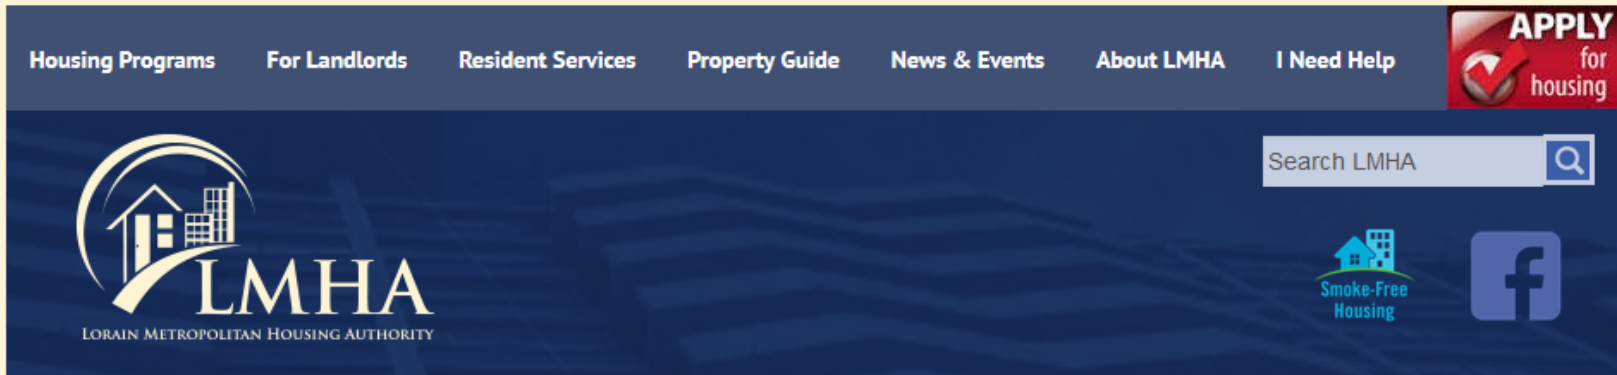 Housing Programs
For Landlords
Resident Services
Property Guide
News & Events
About LMHA
I Need Help
APPLY
for
housing
Search LMHA
LMHA
LORAIN METROPOLITAN HOUSING AUTHORITY
Smoke-Free
Housing
f